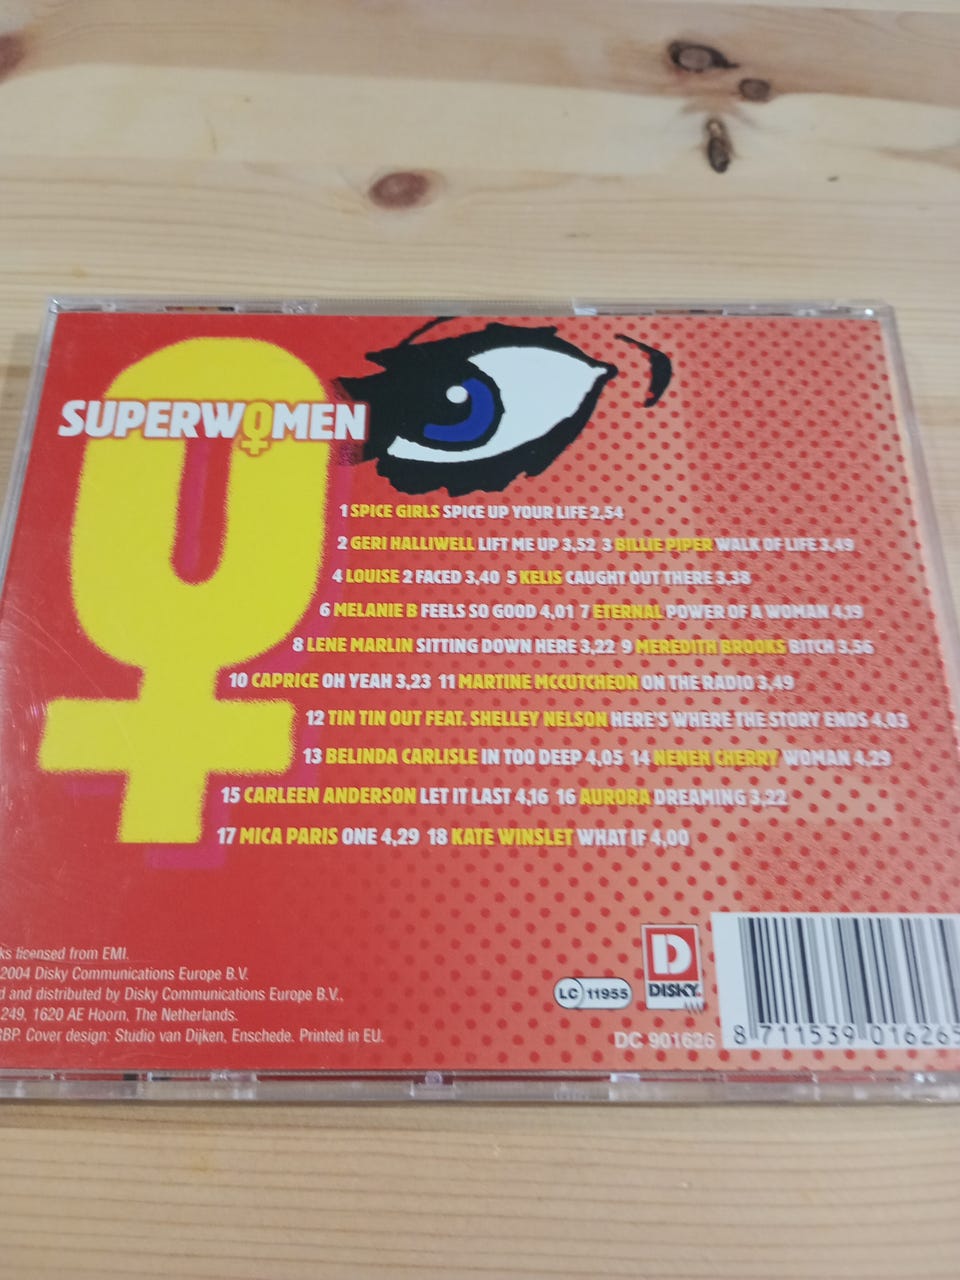 SUPERWOMEN
1 SPICE GIRLS SPICE UP YOUR LIFE 2,54
2 GERI HALLIWELL LIFT ME UP 3,52 3 BILLIE PIPER WALK OF LIFE 3,49
4 LOUISE 2 FACED 3,40 5 KELIS CAUGHT OUT THERE 3,38
6 MELANIE B FEELS SO GOOD 4,01 7 ETERNAL POWER OF A WOMAN 4,19
8 LENE MARLIN SITTING DOWN HERE 3,22 9 MEREDITH BROOKS BITCH 3,56
10 CAPRICE OH YEAH 3,23 11 MARTINE MCCUTCHEON ON THE RADIO 3,49
12 TIN TIN OUT FEAT. SHELLEY NELSON HERE'S WHERE THE STORY ENDS 4,03
13 BELINDA CARLISLE IN TOO DEEP 4,05 14 NENEH CHERRY WOMAN 4,29
15 CARLEEN ANDERSON LET IT LAST 4,16 16 AURORA DREAMING 3,22
17 MICA PARIS ONE 4,29 18 KATE WINSLET WHAT IF 4,00
licensed from EMI.
2004 Disky Communications Europe B.V.
and distributed by Disky Communications Europe B.V.,
249, 1620 AE Hoorn, The Netherlands.
Cover design: Studio van Dijken, Enschede. Printed in EU.
LC 11955
D
DISKY
DC 901626
8 711539 016265